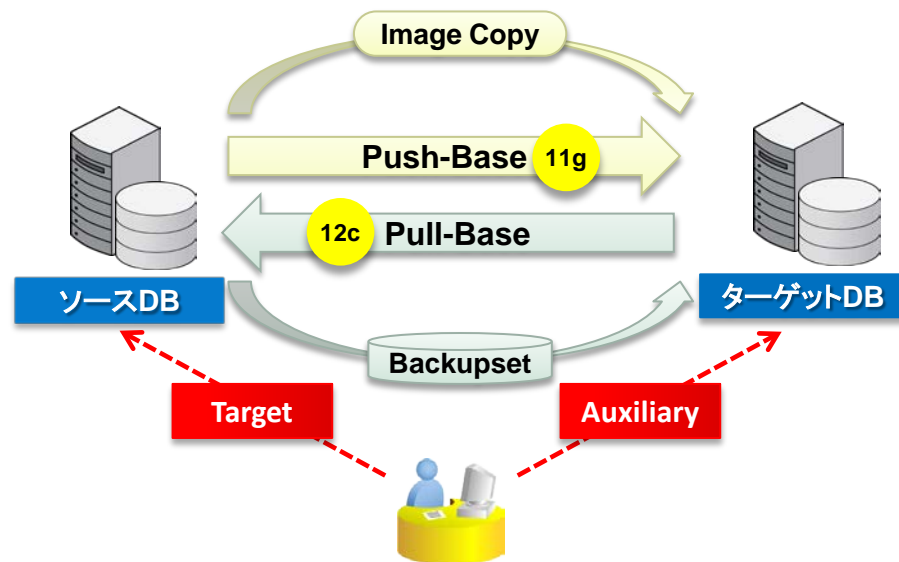 Image Copy
Push-Base 11g
12c Pull-Base
ソースDB
ターゲットDB
Backupset
Target
Auxiliary